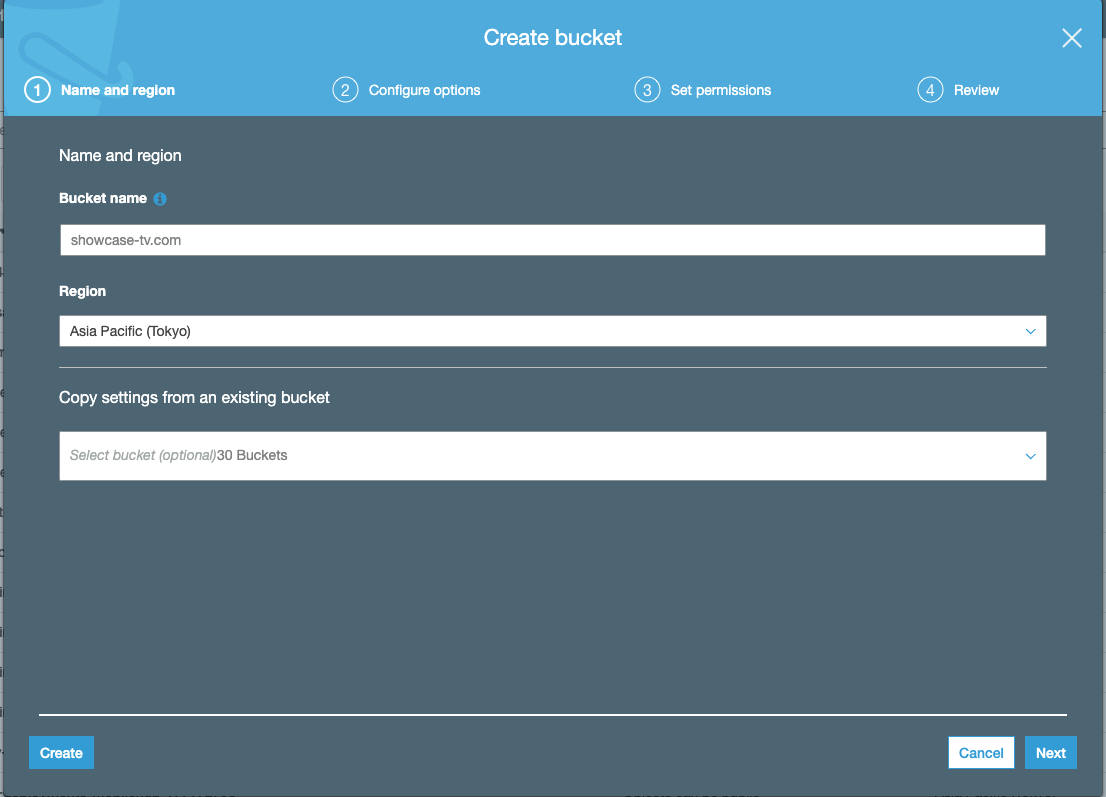 Create bucket
1 Name and region
2 Configure options
3 Set permissions
4 Review
Name and region
Bucket name
showcase-tv.com
Region
Asia Pacific (Tokyo)
Copy settings from an existing bucket
Select bucket (optional)30 Buckets
Create
Cancel
Next